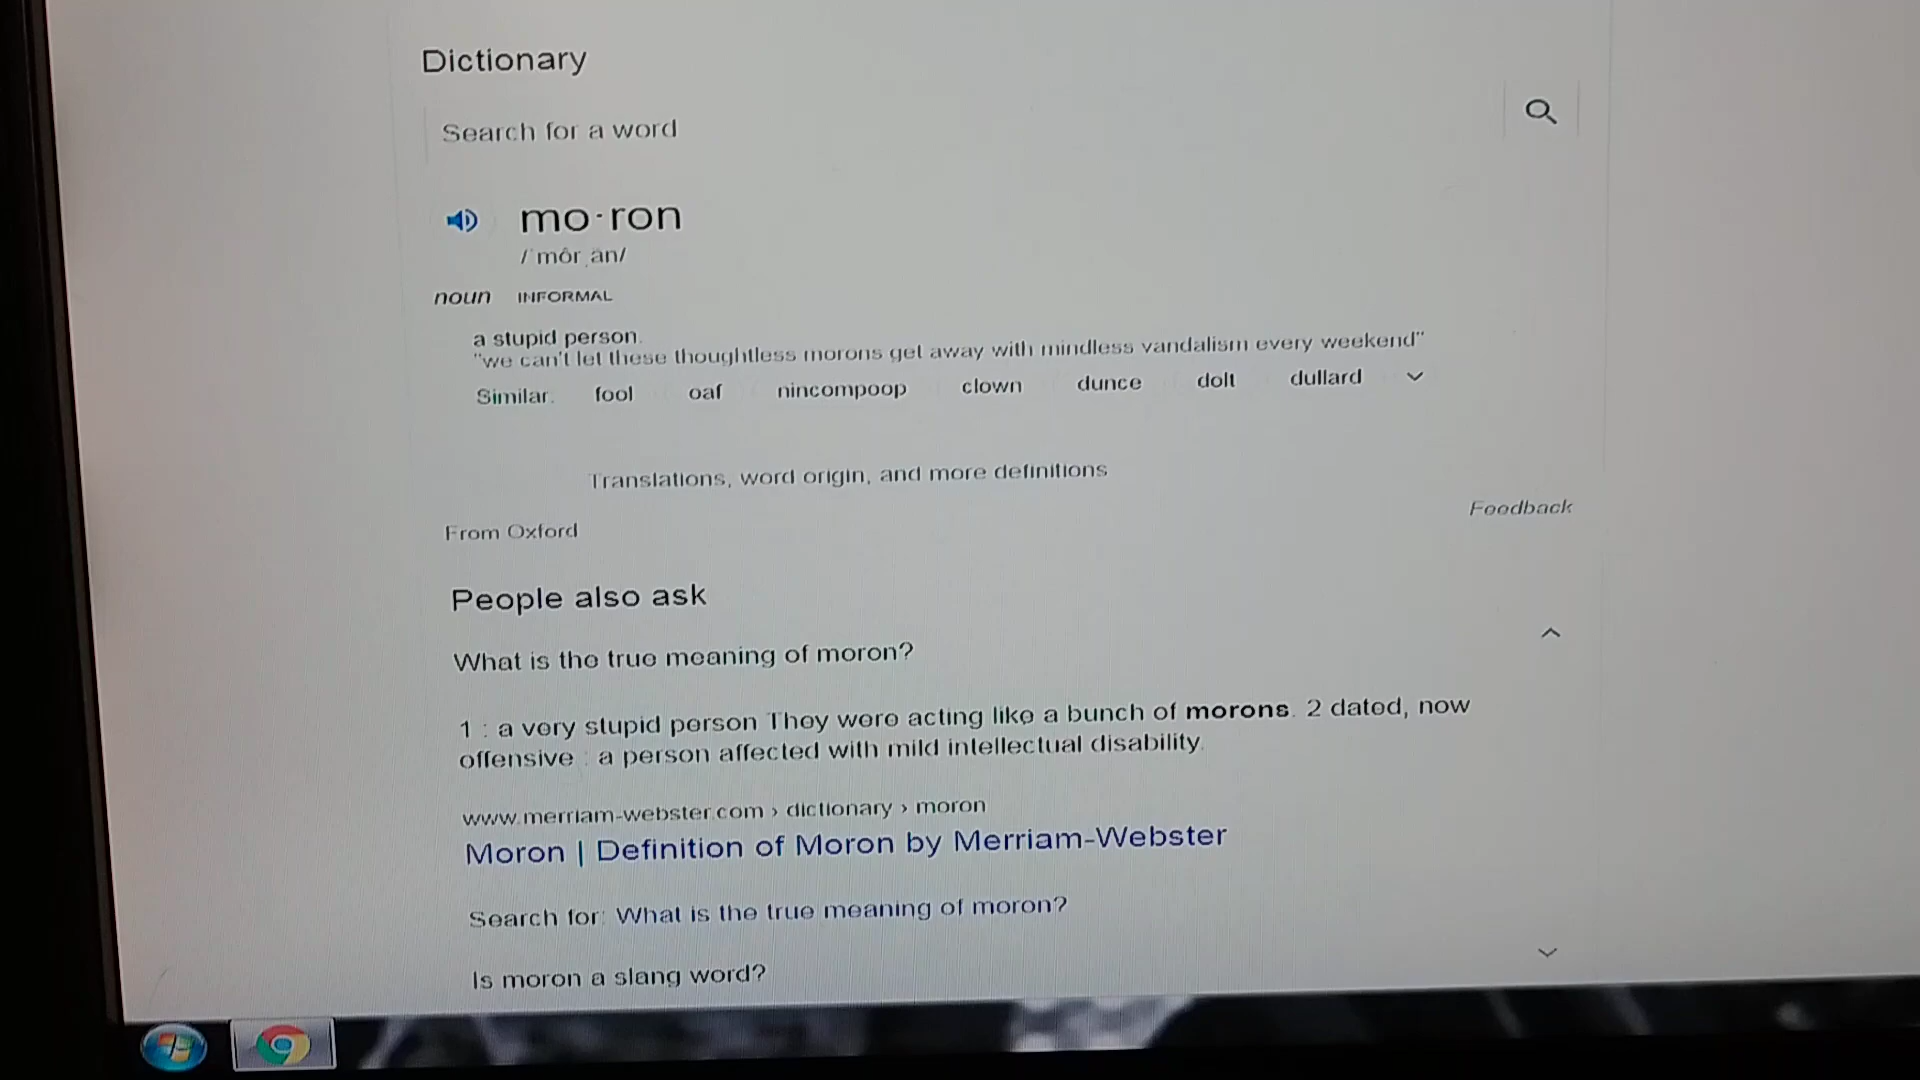 Dictionary
Search for a word
mo·ron
/ˈmôrˌän/
noun INFORMAL
a stupid person.
"we can't let these thoughtless morons get away with mindless vandalism every weekend"
Similar: fool oaf nincompoop clown dunce dolt dullard
Translations, word origin, and more definitions
From Oxford
Feedback
People also ask
What is the true meaning of moron?
1 : a very stupid person They were acting like a bunch of morons. 2 dated, now
offensive : a person affected with mild intellectual disability.
www.merriam-webster.com › dictionary › moron
Moron | Definition of Moron by Merriam-Webster
Search for: What is the true meaning of moron?
Is moron a slang word?